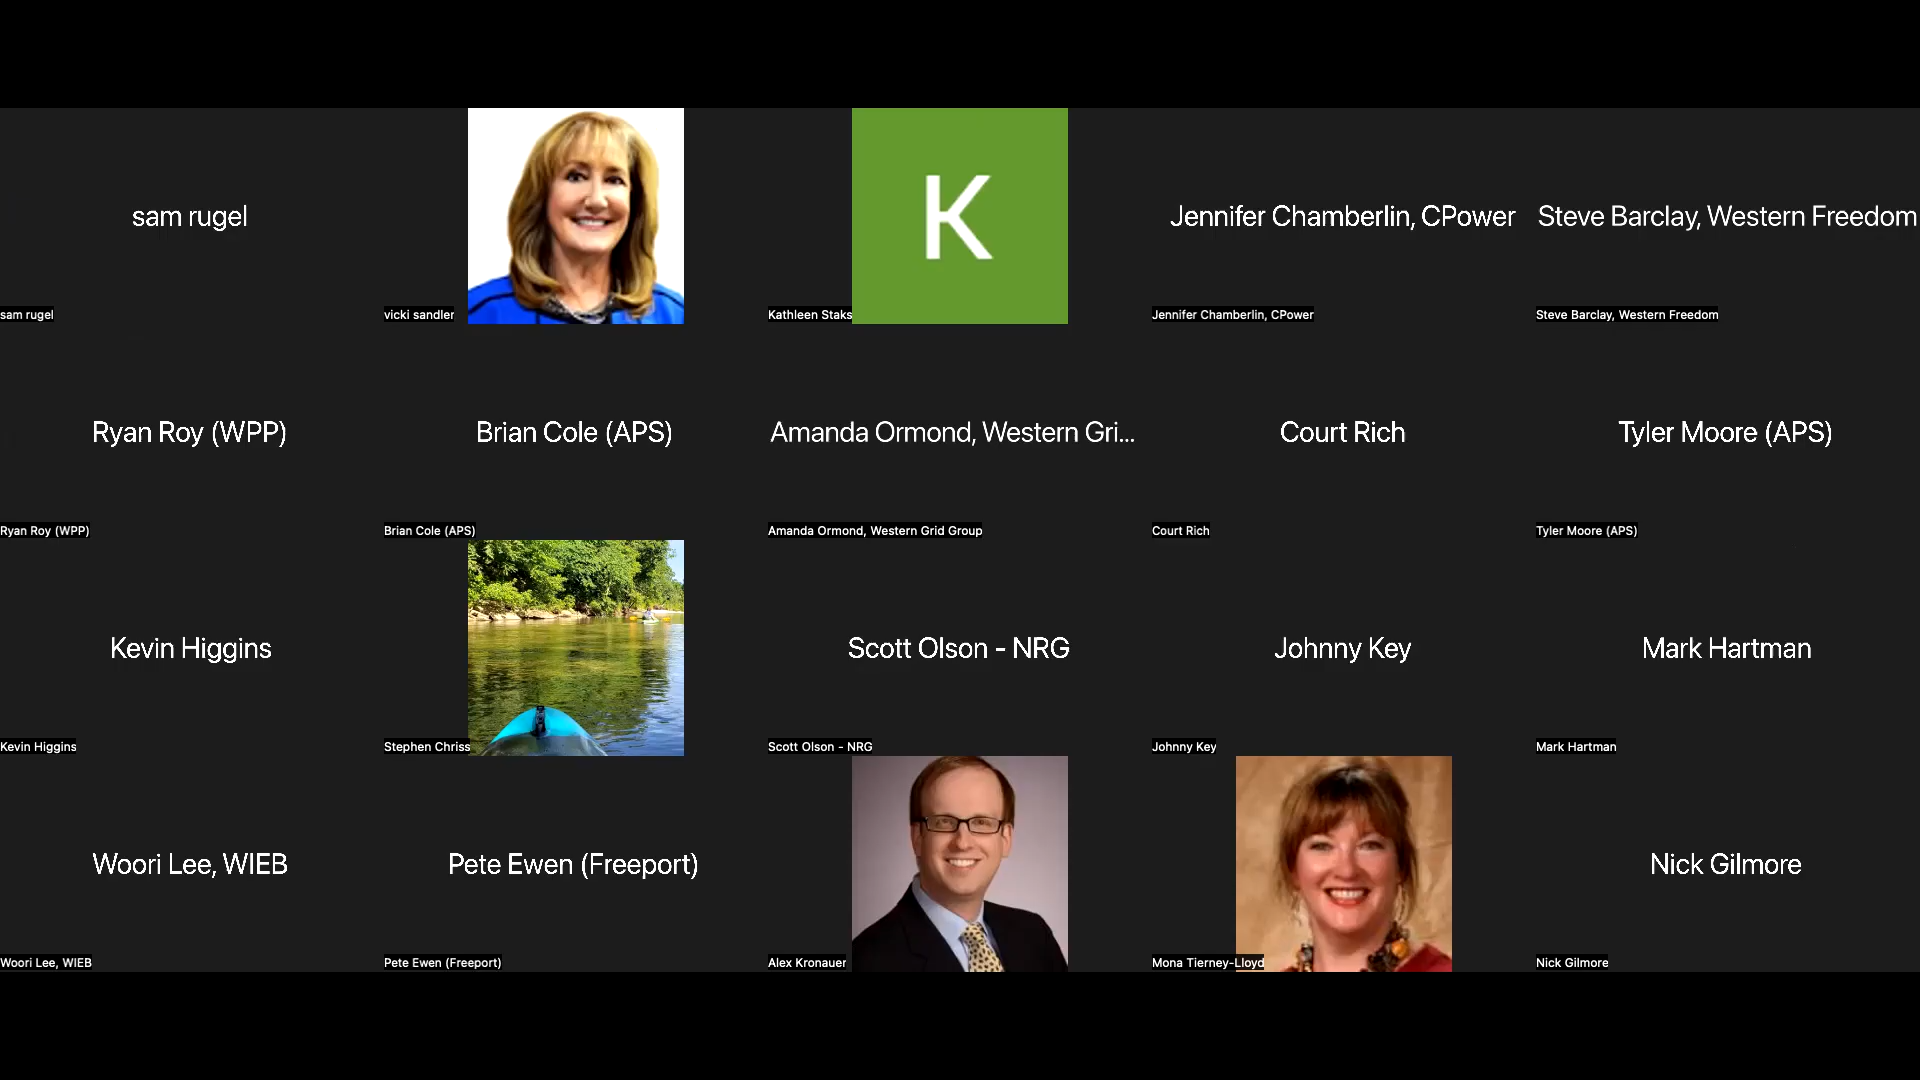 sam rugel
K
Jennifer Chamberlin, CPower
Steve Barclay, Western Freedom
sam rugel
vicki sandler
Kathleen Staks
Jennifer Chamberlin, CPower
Steve Barclay, Western Freedom
Ryan Roy (WPP)
Brian Cole (APS)
Amanda Ormond, Western Gri...
Court Rich
Tyler Moore (APS)
Ryan Roy (WPP)
Brian Cole (APS)
Amanda Ormond, Western Grid Group
Court Rich
Tyler Moore (APS)
Kevin Higgins
Scott Olson - NRG
Johnny Key
Mark Hartman
Kevin Higgins
Stephen Chriss
Scott Olson - NRG
Johnny Key
Mark Hartman
Woori Lee, WIEB
Pete Ewen (Freeport)
Nick Gilmore
Woori Lee, WIEB
Pete Ewen (Freeport)
Alex Kronauer
Mona Tierney-Lloyd
Nick Gilmore